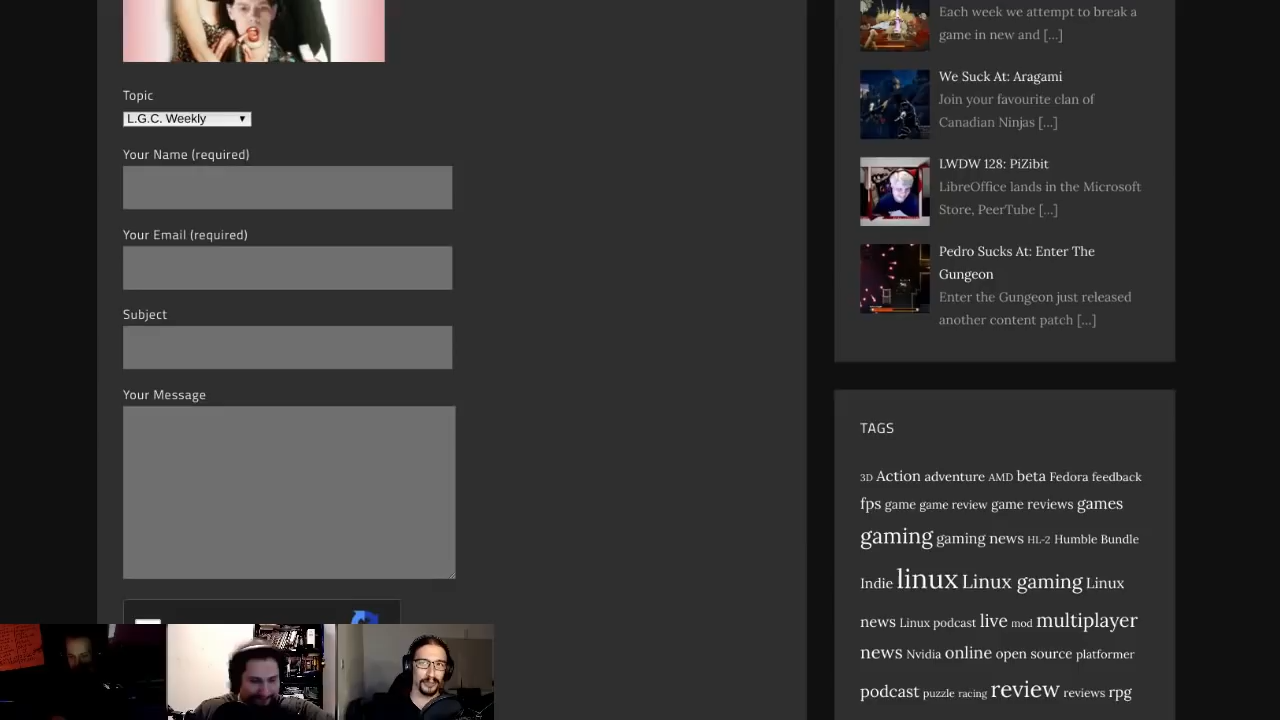 Topic
L.G.C. Weekly
Your Name (required)
Your Email (required)
Subject
Your Message
Each week we attempt to break a
game in new and [...]
We Suck At: Aragami
Join your favourite clan of
Canadian Ninjas [...]
LWDW 128: PiZibit
LibreOffice lands in the Microsoft
Store, PeerTube [...]
Pedro Sucks At: Enter The
Gungeon
Enter the Gungeon just released
another content patch [...]
TAGS
3D Action adventure AMD beta Fedora feedback
fps game game review game reviews games
gaming gaming news HL-2 Humble Bundle
Indie linux Linux gaming Linux
news Linux podcast live mod multiplayer
news Nvidia online open source platformer
podcast puzzle racing review reviews rpg